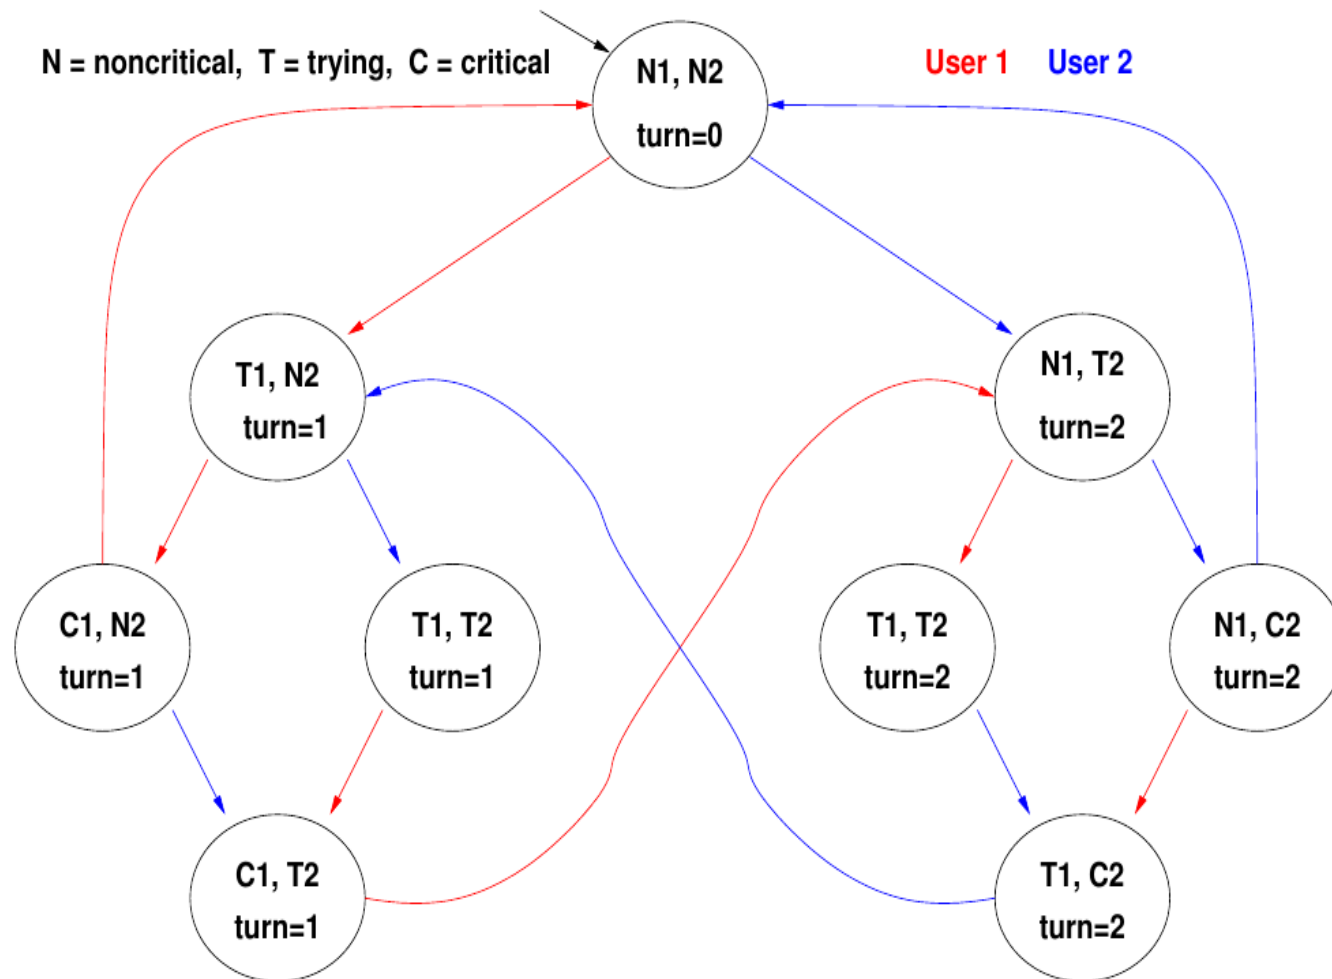 N = noncritical, T = trying, C = critical
User 1 User 2
N1, N2
turn=0
T1, N2
turn=1
N1, T2
turn=2
C1, N2
turn=1
T1, T2
turn=1
T1, T2
turn=2
N1, C2
turn=2
C1, T2
turn=1
T1, C2
turn=2